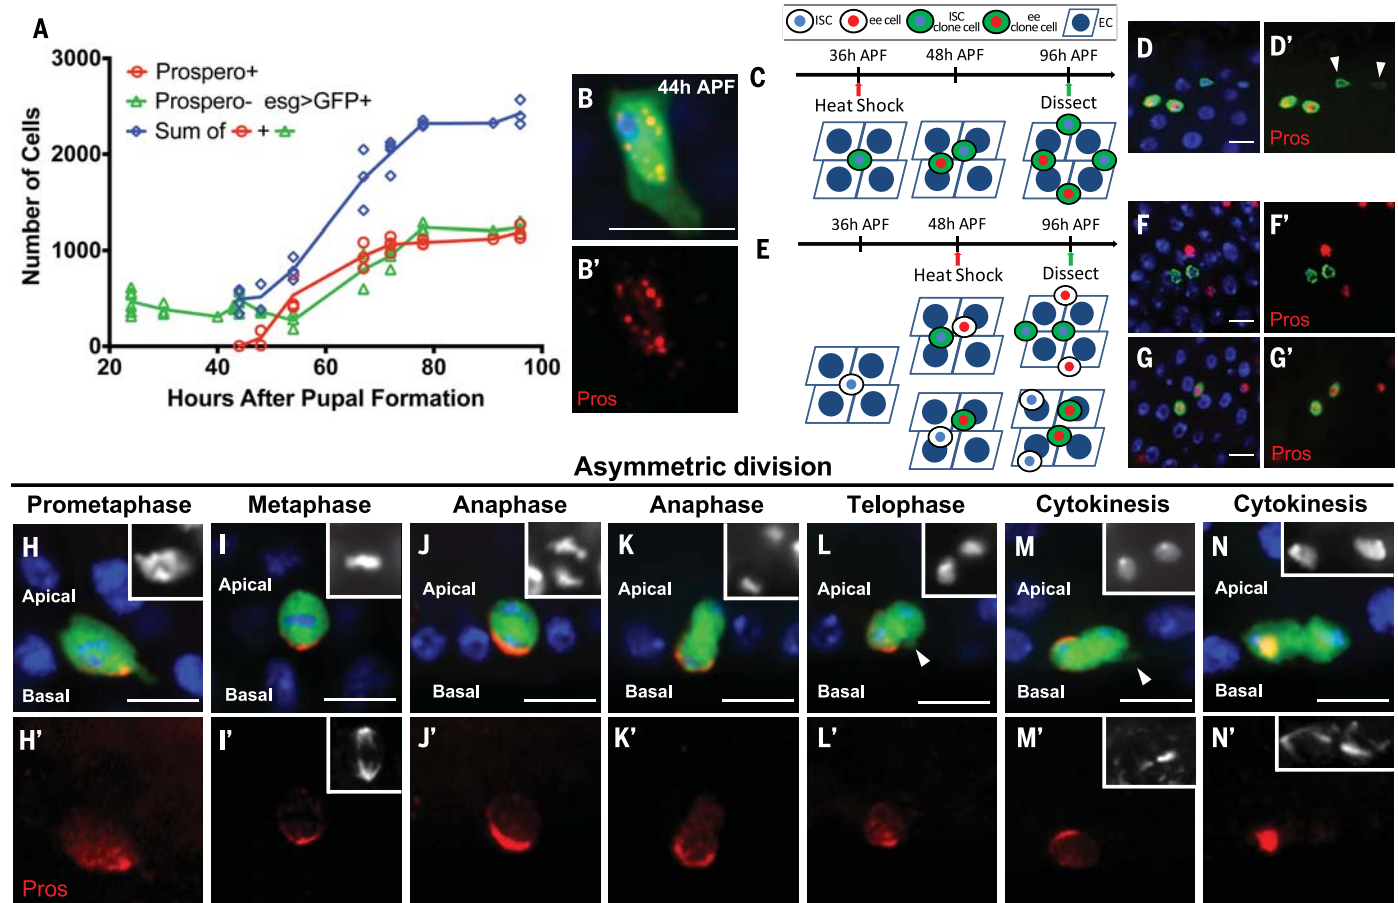 A
3000
2000
1000
0
20
40
60
80
100
Number of Cells
Hours After Pupal Formation
Prospero+
Prospero- esg>GFP+
Sum of + 
B
44h APF
B'
Pros
ISC
ee cell
ISC
clone cell
ee
clone cell
EC
C
36h APF
48h APF
96h APF
Heat Shock
Dissect
E
36h APF
48h APF
96h APF
Heat Shock
Dissect
D
D'
Pros
F
F'
Pros
G
G'
Pros
Asymmetric division
Prometaphase
Metaphase
Anaphase
Anaphase
Telophase
Cytokinesis
Cytokinesis
H
Apical
Basal
I
Apical
Basal
J
Apical
Basal
K
Apical
Basal
L
Apical
Basal
M
Apical
Basal
N
Apical
Basal
H'
Pros
I'
J'
K'
L'
M'
N'